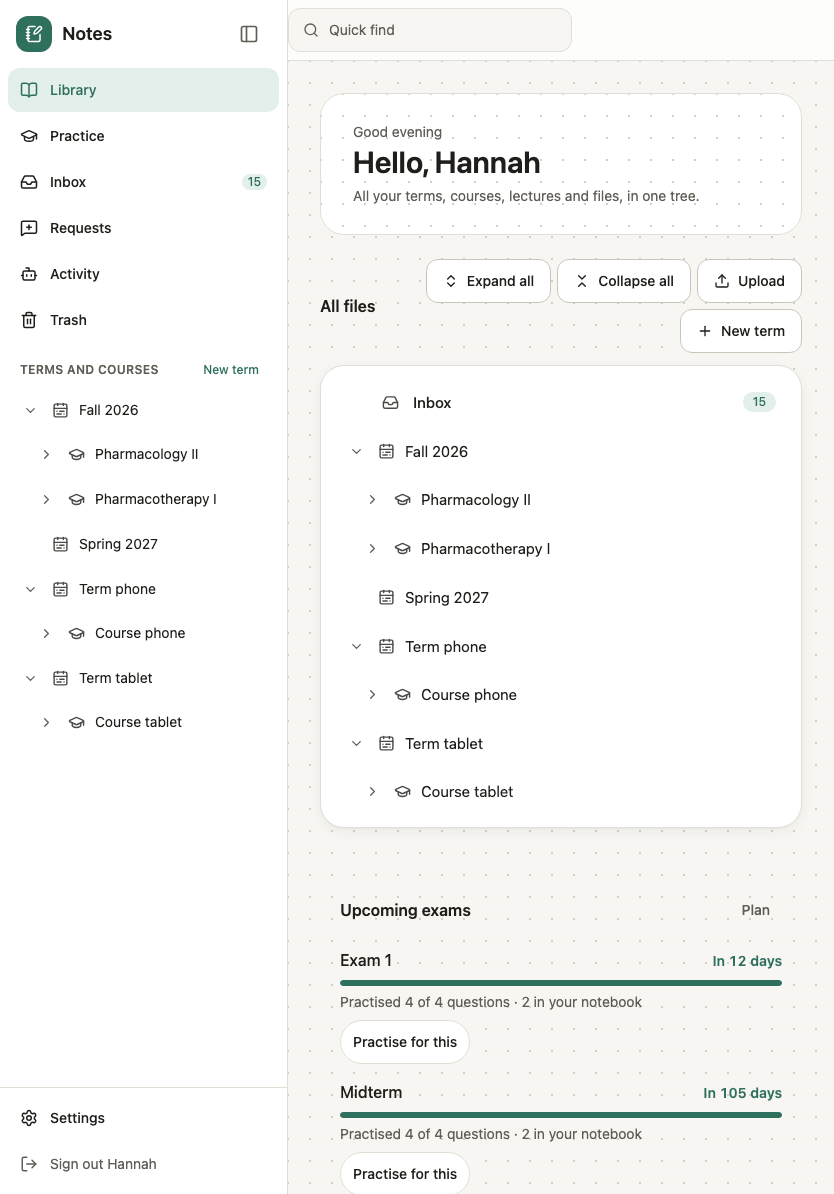 Notes
Quick find
Library
Practice
Inbox 15
Requests
Activity
Trash
TERMS AND COURSES New term
Fall 2026
Pharmacology II
Pharmacotherapy I
Spring 2027
Term phone
Course phone
Term tablet
Course tablet
Settings
Sign out Hannah
Good evening
Hello, Hannah
All your terms, courses, lectures and files, in one tree.
All files
Expand all
Collapse all
Upload
New term
Inbox 15
Fall 2026
Pharmacology II
Pharmacotherapy I
Spring 2027
Term phone
Course phone
Term tablet
Course tablet
Upcoming exams Plan
Exam 1 In 12 days
Practised 4 of 4 questions · 2 in your notebook
Practise for this
Midterm In 105 days
Practised 4 of 4 questions · 2 in your notebook
Practise for this